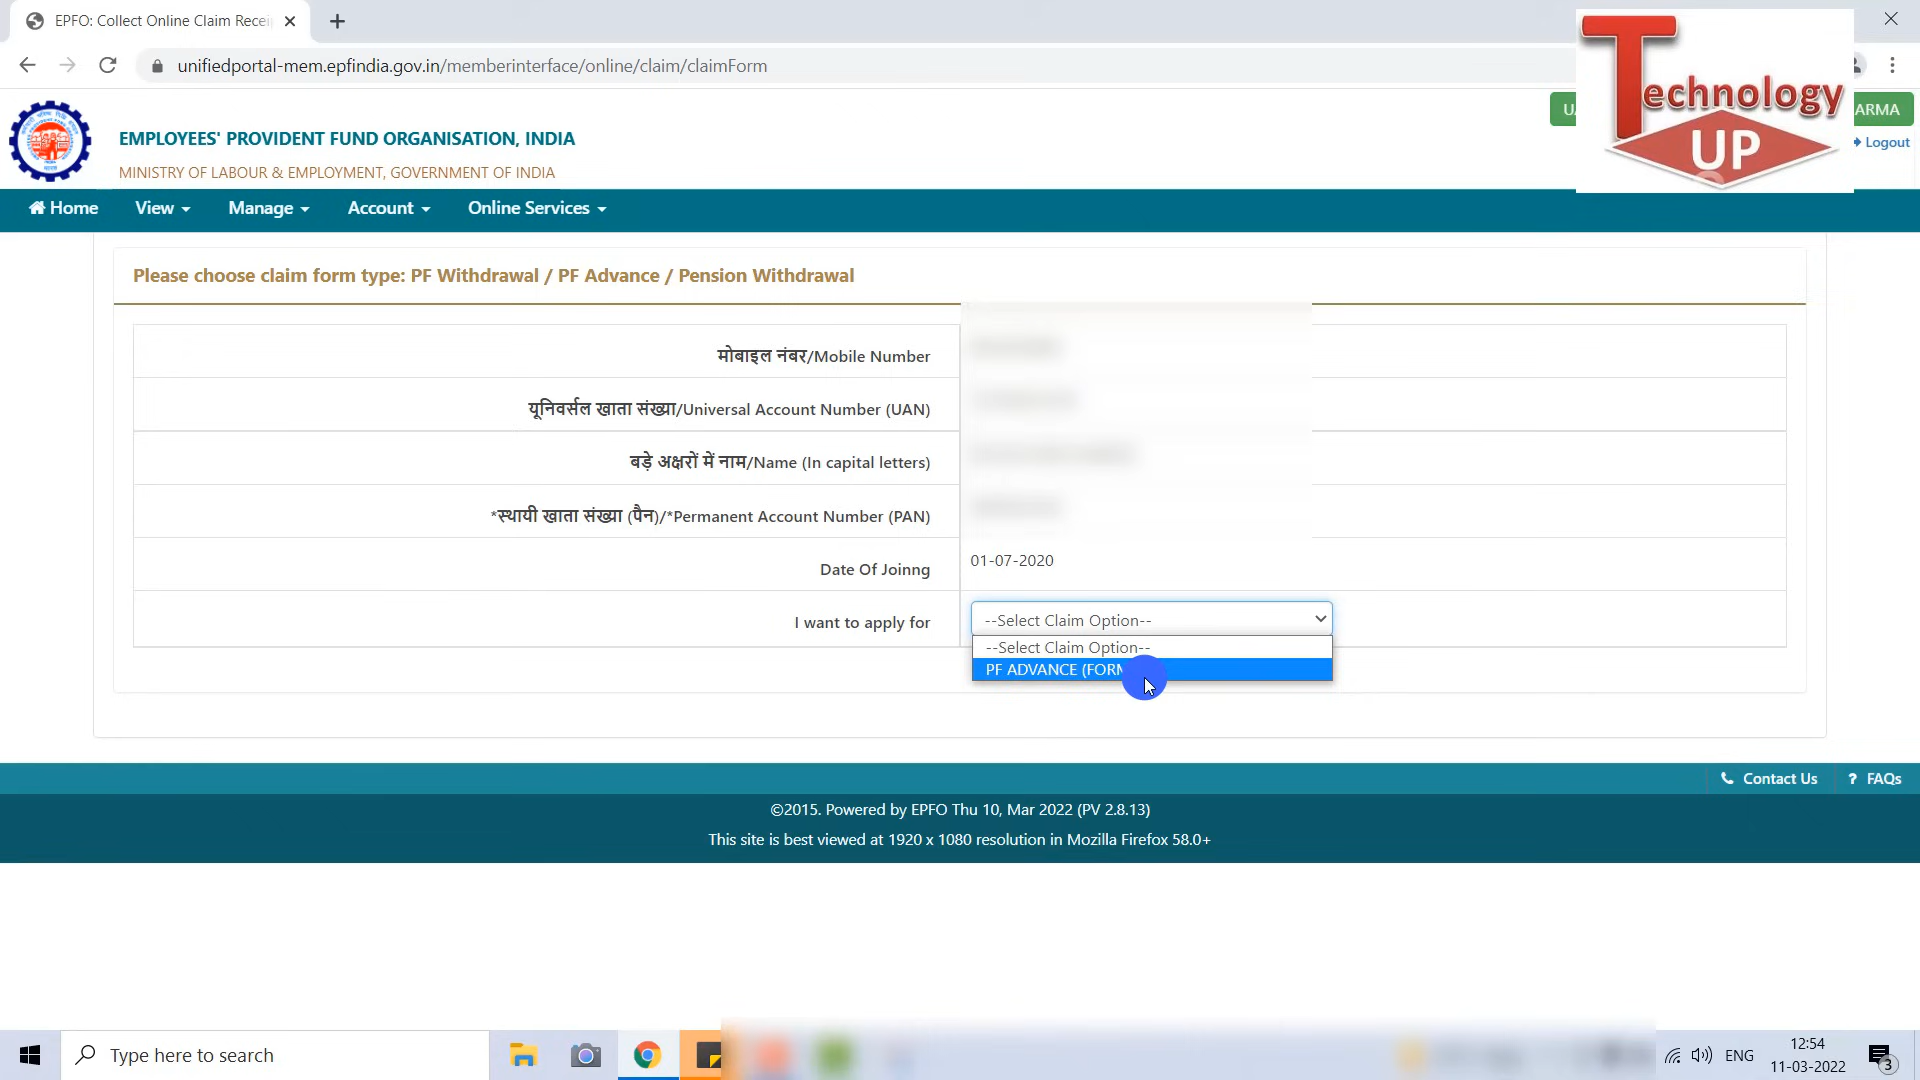 EPFO: Collect Online Claim Recei
unifiedportal-mem.epfindia.gov.in/memberinterface/online/claim/claimForm
Technology
UP
UA
ARMA
Logout
EMPLOYEES' PROVIDENT FUND ORGANISATION, INDIA
MINISTRY OF LABOUR & EMPLOYMENT, GOVERNMENT OF INDIA
Home View Manage Account Online Services
Please choose claim form type: PF Withdrawal / PF Advance / Pension Withdrawal
मोबाइल नंबर/Mobile Number
यूनिवर्सल खाता संख्या/Universal Account Number (UAN)
बड़े अक्षरों में नाम/Name (In capital letters)
*स्थायी खाता संख्या (पैन)/*Permanent Account Number (PAN)
Date Of Joinng 01-07-2020
I want to apply for --Select Claim Option--
--Select Claim Option--
PF ADVANCE (FORM
Contact Us ? FAQs
©2015. Powered by EPFO Thu 10, Mar 2022 (PV 2.8.13)
This site is best viewed at 1920 x 1080 resolution in Mozilla Firefox 58.0+
Type here to search
ENG
12:54
11-03-2022
3